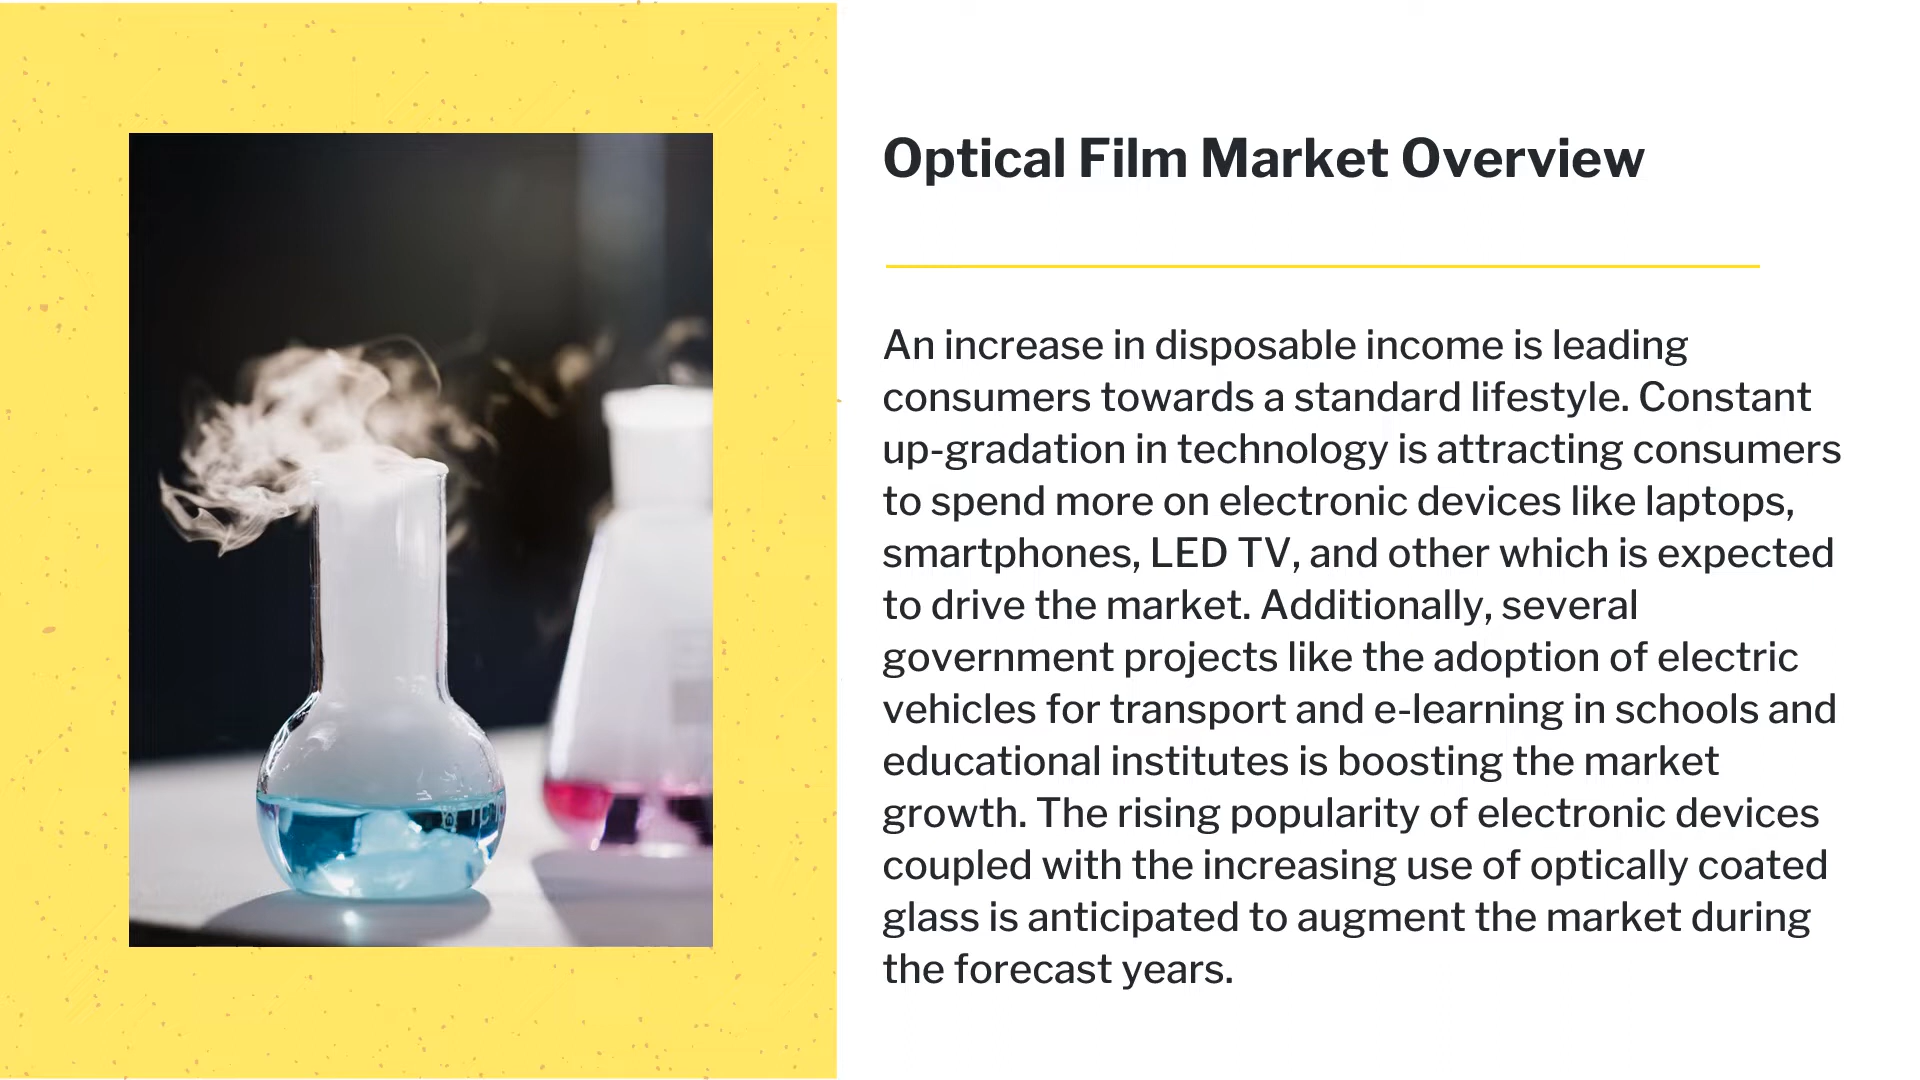 Optical Film Market Overview
An increase in disposable income is leading
consumers towards a standard lifestyle. Constant
up-gradation in technology is attracting consumers
to spend more on electronic devices like laptops,
smartphones, LED TV, and other which is expected
to drive the market. Additionally, several
government projects like the adoption of electric
vehicles for transport and e-learning in schools and
educational institutes is boosting the market
growth. The rising popularity of electronic devices
coupled with the increasing use of optically coated
glass is anticipated to augment the market during
the forecast years.